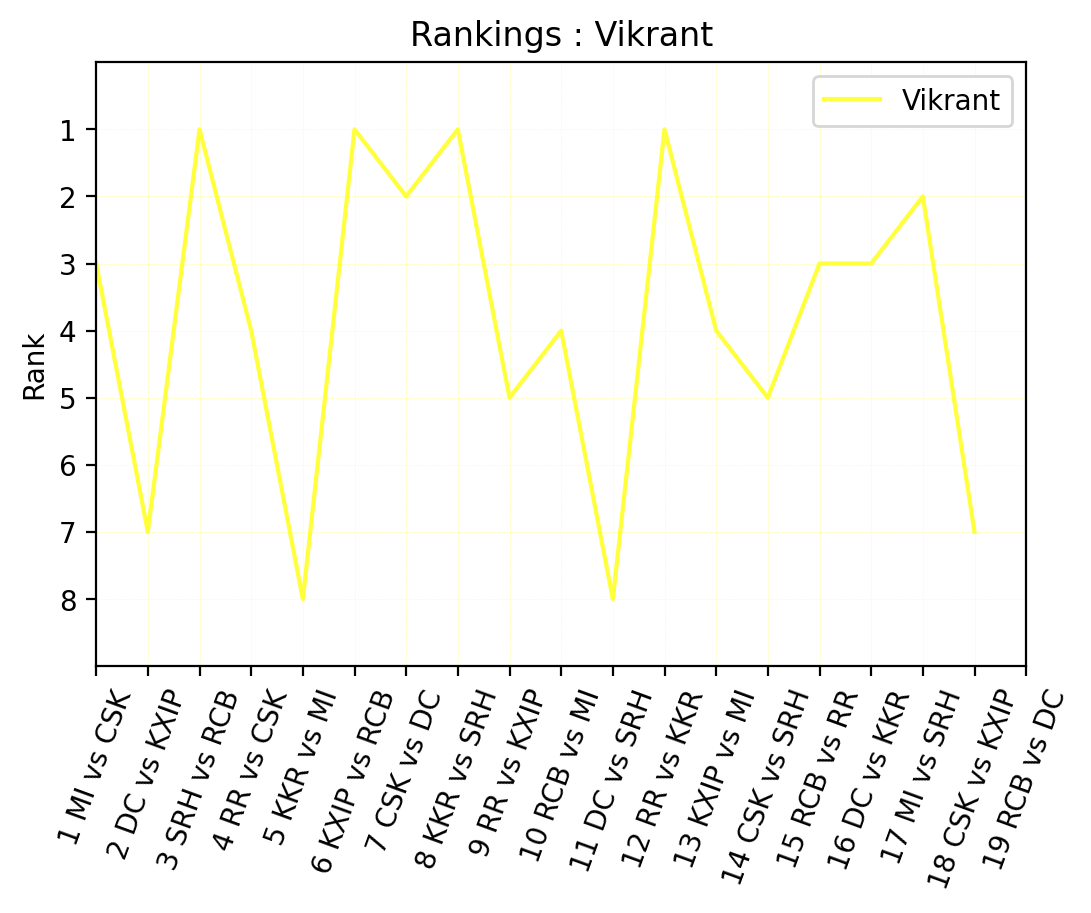 Rankings : Vikrant
Vikrant
Rank
1
2
3
4
5
6
7
8
1 MI vs CSK
2 DC vs KXIP
3 SRH vs RCB
4 RR vs CSK
5 KKR vs MI
6 KXIP vs RCB
7 CSK vs DC
8 KKR vs SRH
9 RR vs KXIP
10 RCB vs MI
11 DC vs SRH
12 RR vs KKR
13 KXIP vs MI
14 CSK vs SRH
15 RCB vs RR
16 DC vs KKR
17 MI vs SRH
18 CSK vs KXIP
19 RCB vs DC